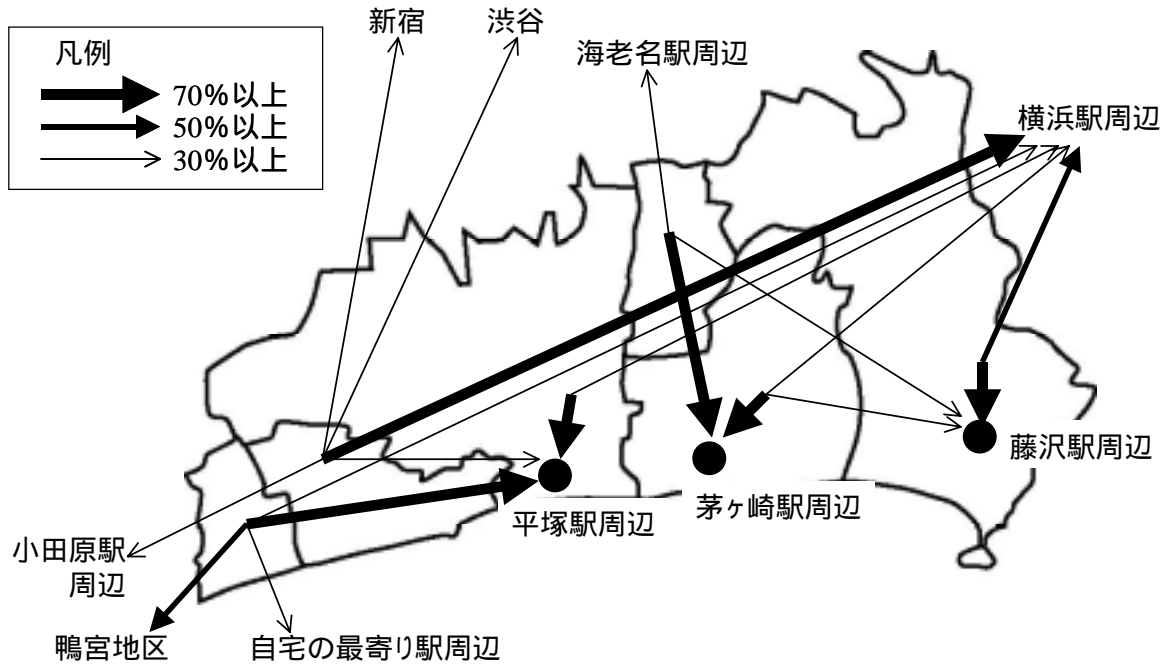 新宿
渋谷
海老名駅周辺
凡例
70%以上
50%以上
30%以上
横浜駅周辺
藤沢駅周辺
茅ヶ崎駅周辺
平塚駅周辺
小田原駅
周辺
鴨宮地区
自宅の最寄り駅周辺